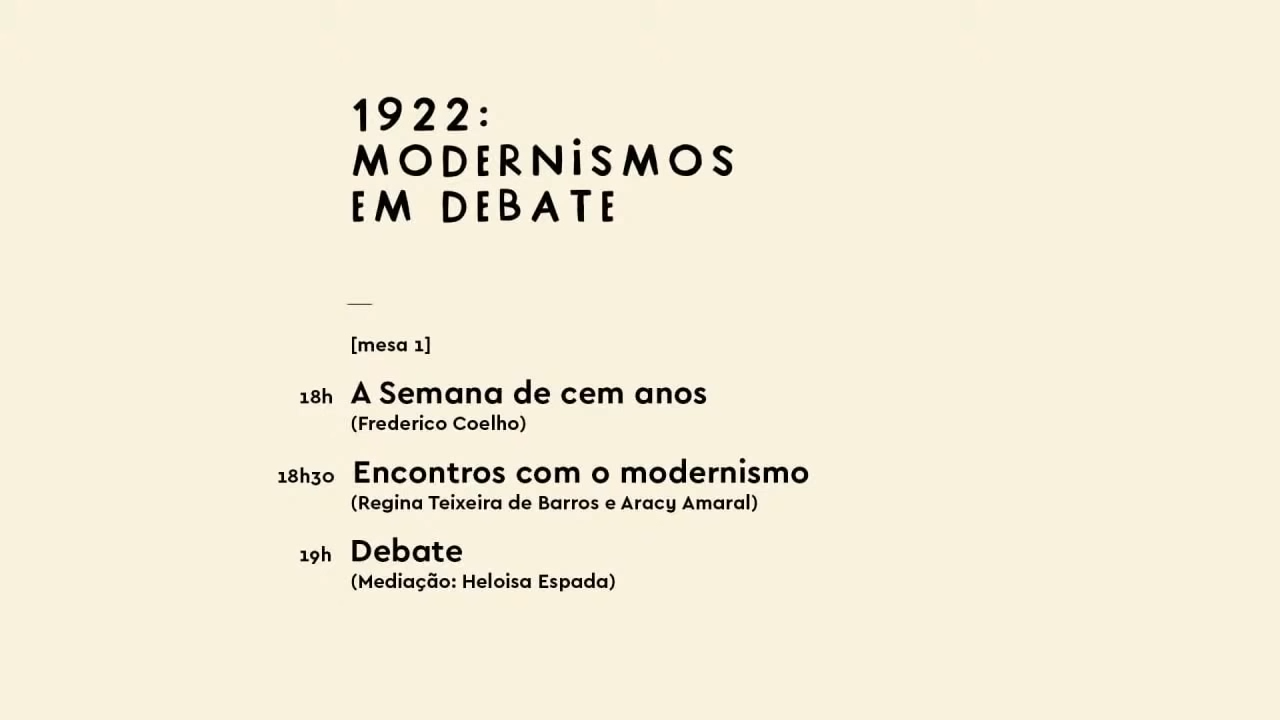 1922:
MODERNiSMOS
EM DEBATE
—
[mesa 1]
18h A Semana de cem anos
(Frederico Coelho)
18h30 Encontros com o modernismo
(Regina Teixeira de Barros e Aracy Amaral)
19h Debate
(Mediação: Heloisa Espada)